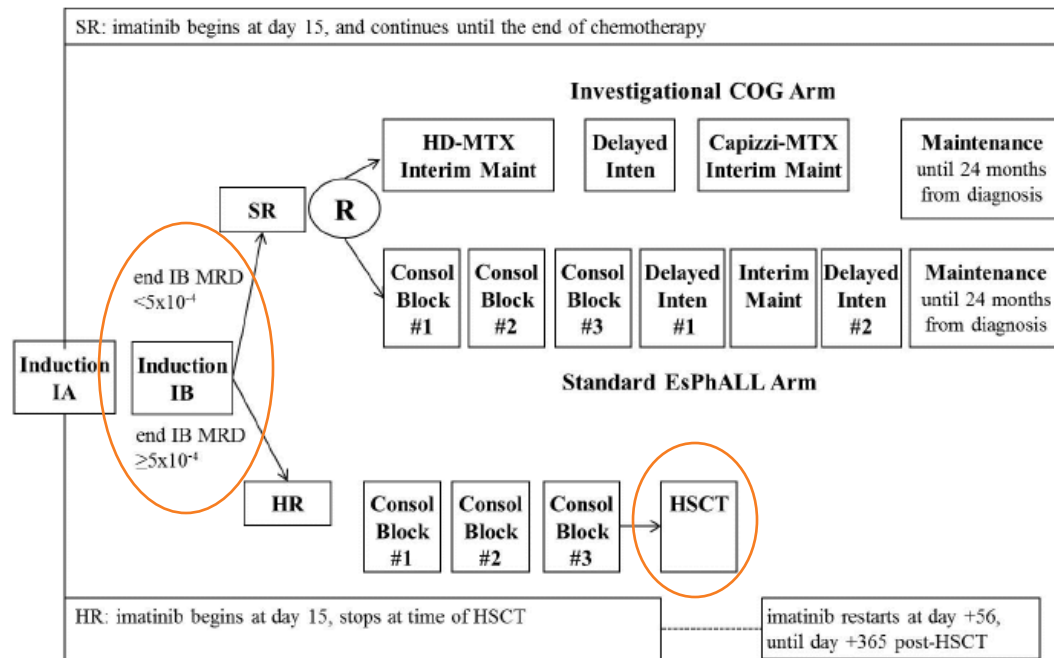 SR: imatinib begins at day 15, and continues until the end of chemotherapy
Investigational COG Arm
HD-MTX
Interim Maint
Delayed
Inten
Capizzi-MTX
Interim Maint
Maintenance
until 24 months
from diagnosis
SR
R
end IB MRD
<5x10⁻⁴
Consol
Block
#1
Consol
Block
#2
Consol
Block
#3
Delayed
Inten
#1
Interim
Maint
Delayed
Inten
#2
Maintenance
until 24 months
from diagnosis
Induction
IA
Induction
IB
Standard EsPhALL Arm
end IB MRD
≥5x10⁻⁴
HR
Consol
Block
#1
Consol
Block
#2
Consol
Block
#3
HSCT
HR: imatinib begins at day 15, stops at time of HSCT
imatinib restarts at day +56,
until day +365 post-HSCT